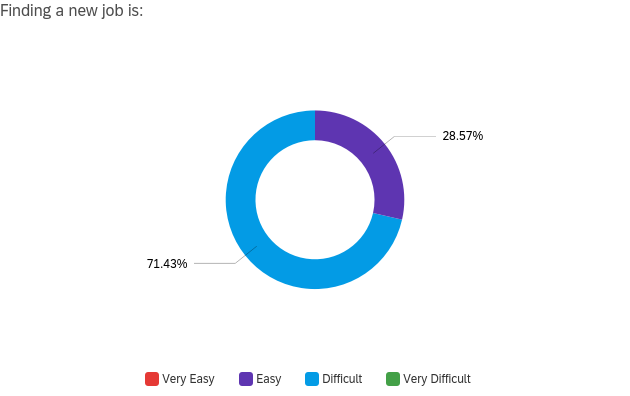 Finding a new job is:
28.57%
71.43%
Very Easy Easy Difficult Very Difficult